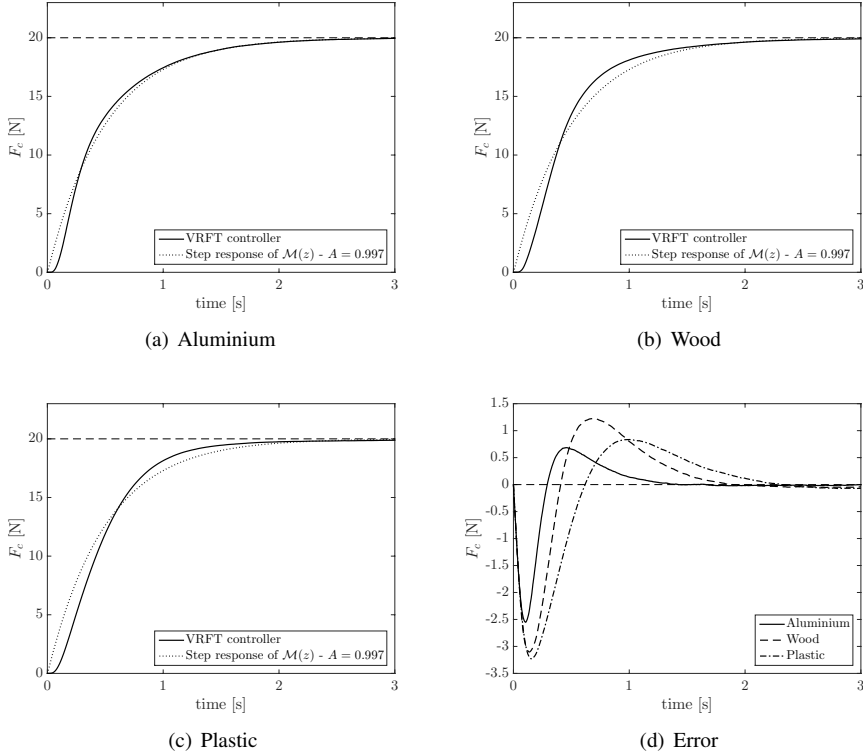 20
15
10
5
0
F_c [N]
0
1
2
3
time [s]
VRFT controller
Step response of M(z) - A = 0.997
(a) Aluminium
20
15
10
5
0
F_c [N]
0
1
2
3
time [s]
VRFT controller
Step response of M(z) - A = 0.997
(b) Wood
20
15
10
5
0
F_c [N]
0
1
2
3
time [s]
VRFT controller
Step response of M(z) - A = 0.997
(c) Plastic
1.5
1
0.5
0
-0.5
-1
-1.5
-2
-2.5
-3
-3.5
F_c [N]
0
1
2
3
time [s]
Aluminium
Wood
Plastic
(d) Error